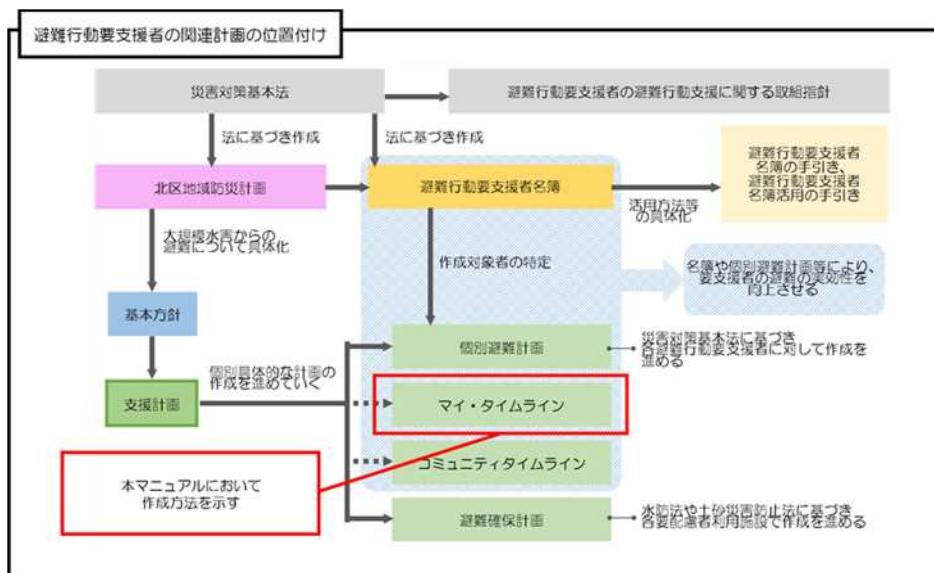 避難行動要支援者の関連計画の位置付け
災害対策基本法
避難行動要支援者の避難行動支援に関する取組指針
法に基づき作成
法に基づき作成
北区地域防災計画
避難行動要支援者名簿
避難行動要支援者
名簿の手引き、
避難行動要支援者
名簿活用の手引き
活用方法等
の具体化
大規模水害からの
避難について具体化
作成対象者の特定
名簿や個別避難計画等により、
要支援者の避難の実効性を
向上させる
基本方針
個別避難計画
災害対策基本法に基づき
各避難行動要支援者に対して作成を
進める
個別具体的な計画の
作成を進めていく
支援計画
マイ・タイムライン
コミュニティタイムライン
本マニュアルにおいて
作成方法を示す
避難確保計画
水防法や土砂災害防止法に基づき
各要配慮者利用施設で作成を進める